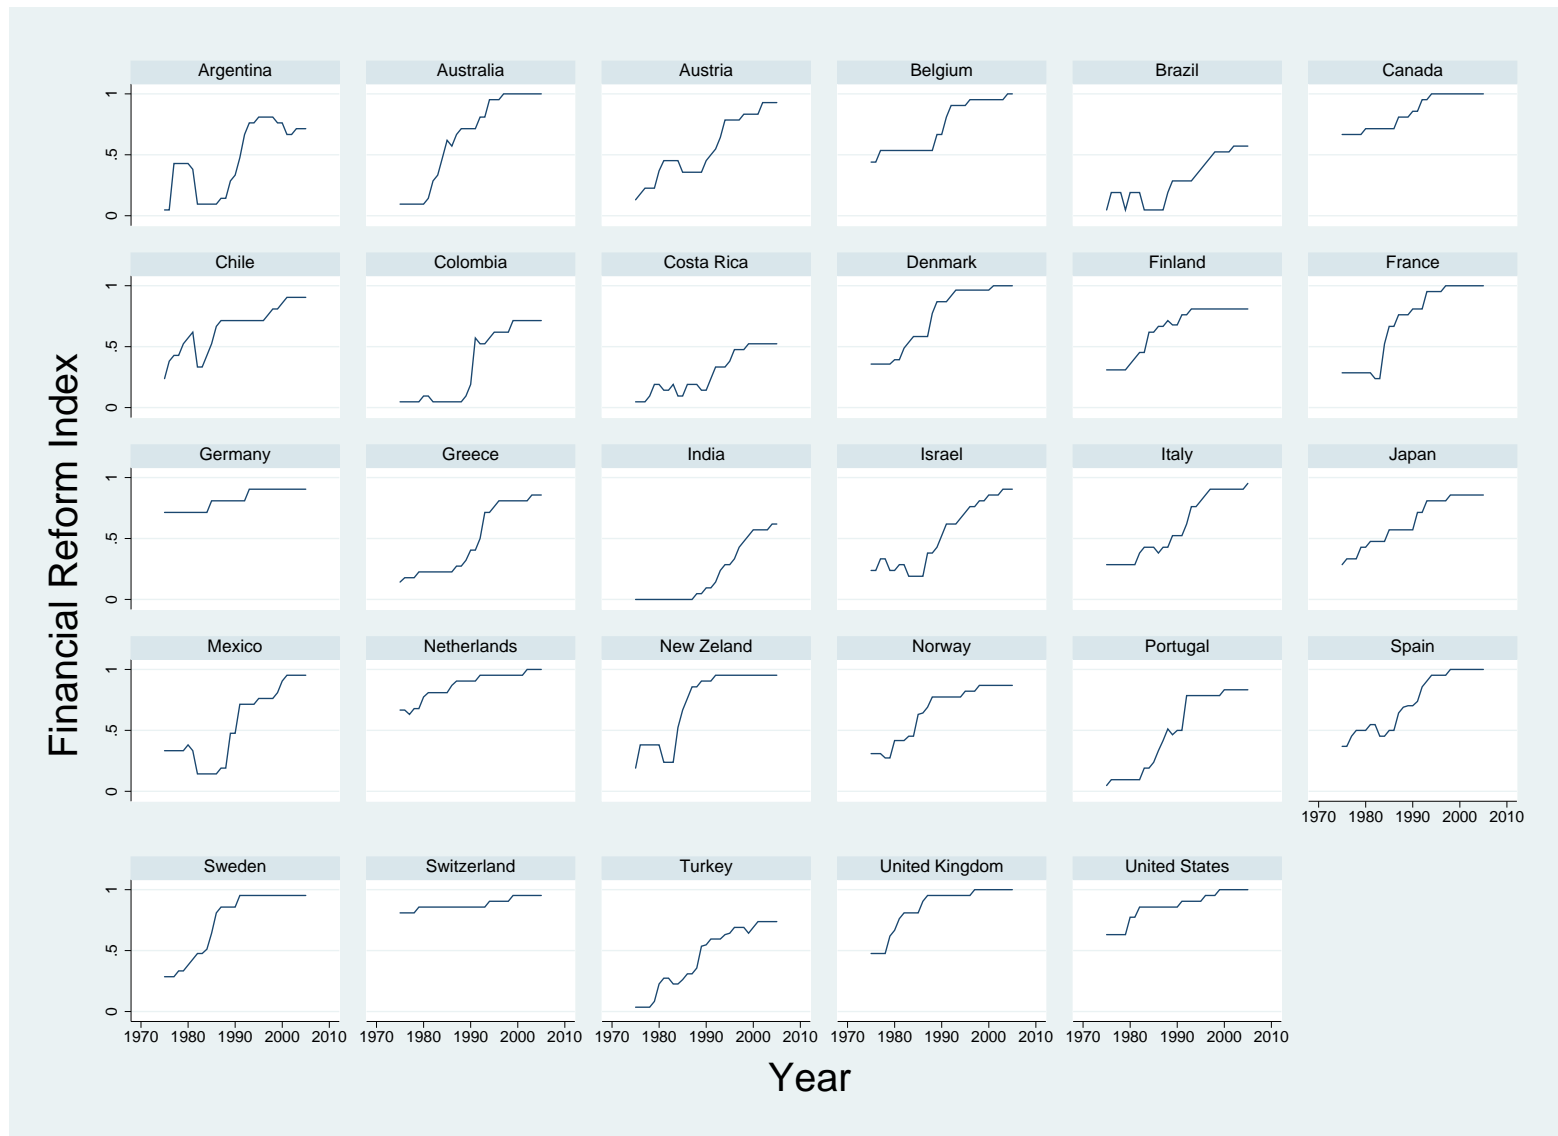 Argentina Australia Austria Belgium Brazil Canada
1
.5
0
Chile Colombia Costa Rica Denmark Finland France
1
.5
0
Germany Greece India Israel Italy Japan
1
.5
0
Mexico Netherlands New Zeland Norway Portugal Spain
1
.5
0
1970 1980 1990 2000 2010
Sweden Switzerland Turkey United Kingdom United States
1
.5
0
1970 1980 1990 2000 2010 1970 1980 1990 2000 2010 1970 1980 1990 2000 2010 1970 1980 1990 2000 2010 1970 1980 1990 2000 2010
Financial Reform Index
Year